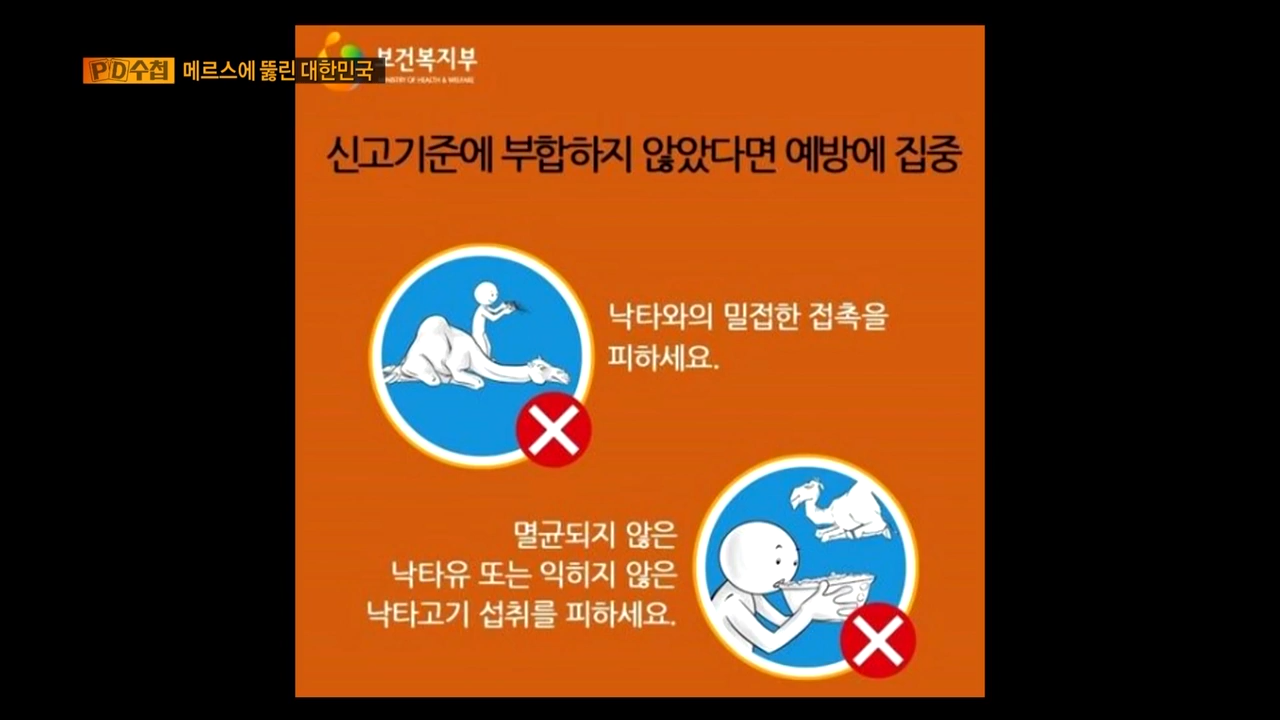 PD수첩 메르스에 뚫린 대한민국
보건복지부
MINISTRY OF HEALTH & WELFARE
신고기준에 부합하지 않았다면 예방에 집중
낙타와의 밀접한 접촉을
피하세요.
멸균되지 않은
낙타유 또는 익히지 않은
낙타고기 섭취를 피하세요.